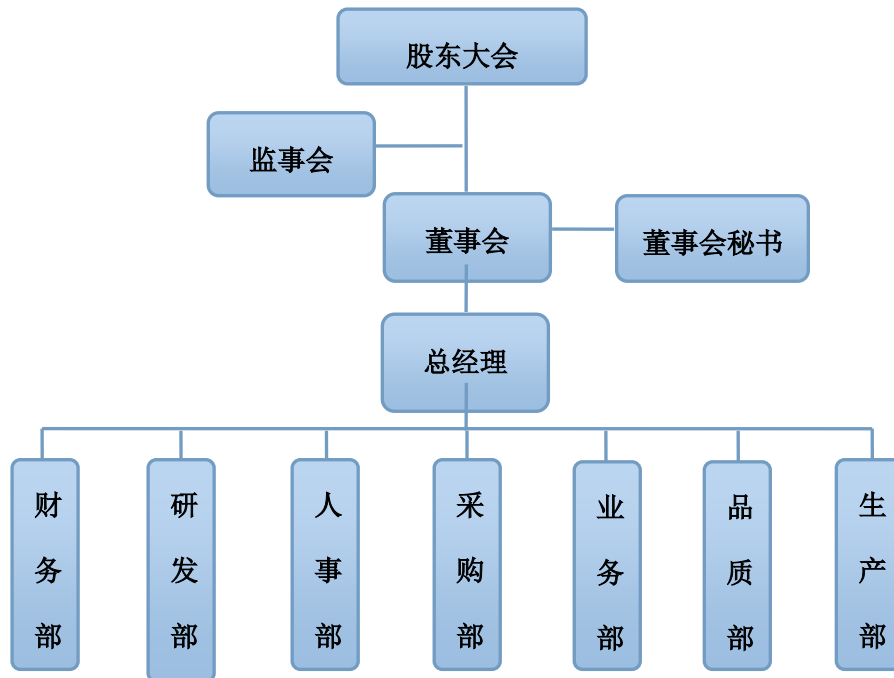 股东大会
监事会
董事会
董事会秘书
总经理
财务部
研发部
人事部
采购部
业务部
品质部
生产部